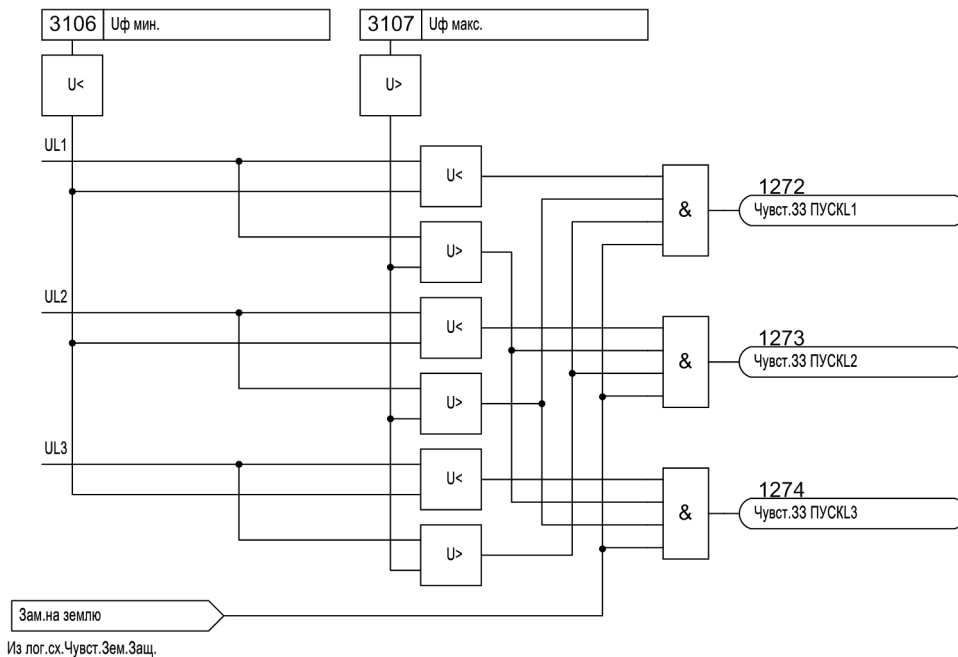 3106 Uф мин.
3107 Uф макс.
U<
U>
UL1
U<
1272
&
Чувст.ЗЗ ПУСКL1
U>
UL2
U<
1273
&
Чувст.ЗЗ ПУСКL2
U>
UL3
U<
1274
&
Чувст.ЗЗ ПУСКL3
U>
Зам.на землю
Из лог.сх.Чувст.Зем.Защ.